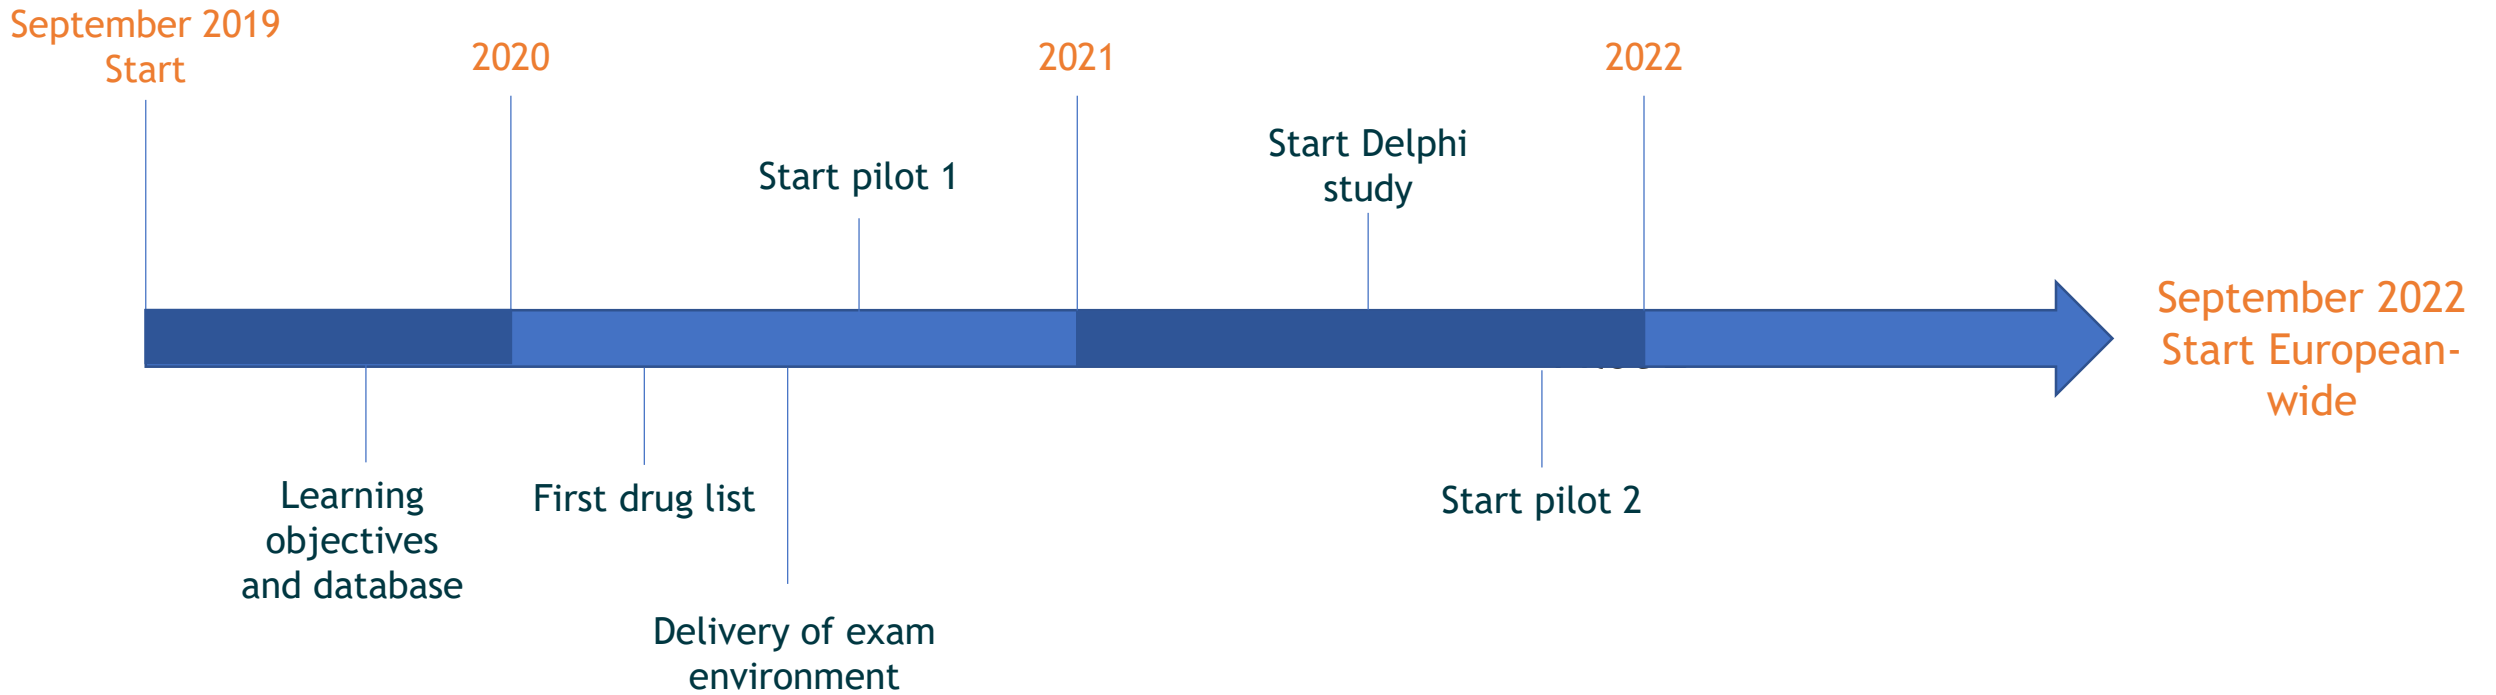 September 2019
Start
2020
2021
2022
Start pilot 1
Start Delphi
study
September 2022
Start European-
wide
Learning
objectives
and database
First drug list
Delivery of exam
environment
Start pilot 2